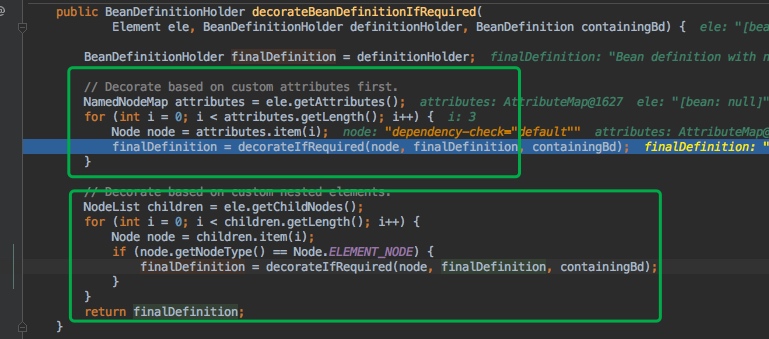 public BeanDefinitionHolder decorateBeanDefinitionIfRequired(
Element ele, BeanDefinitionHolder definitionHolder, BeanDefinition containingBd) { ele: "[bea
BeanDefinitionHolder finalDefinition = definitionHolder; finalDefinition: "Bean definition with n
// Decorate based on custom attributes first.
NamedNodeMap attributes = ele.getAttributes(); attributes: AttributeMap@1627 ele: "[bean: null]"
for (int i = 0; i < attributes.getLength(); i++) { i: 3
Node node = attributes.item(i); node: "dependency-check="default"" attributes: AttributeMap@
finalDefinition = decorateIfRequired(node, finalDefinition, containingBd); finalDefinition: "
}
// Decorate based on custom nested elements.
NodeList children = ele.getChildNodes();
for (int i = 0; i < children.getLength(); i++) {
Node node = children.item(i);
if (node.getNodeType() == Node.ELEMENT_NODE) {
finalDefinition = decorateIfRequired(node, finalDefinition, containingBd);
}
}
return finalDefinition;
}